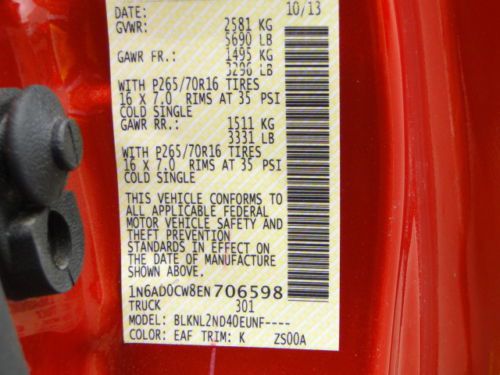 DATE: 10/13
GVWR: 2581 KG
5690 LB
GAWR FR.: 1495 KG
3296 LB
WITH P265/70R16 TIRES
16 X 7.0 RIMS AT 35 PSI
COLD SINGLE
GAWR RR.: 1511 KG
3331 LB
WITH P265/70R16 TIRES
16 X 7.0 RIMS AT 35 PSI
COLD SINGLE
THIS VEHICLE CONFORMS TO
ALL APPLICABLE FEDERAL
MOTOR VEHICLE SAFETY AND
THEFT PREVENTION
STANDARDS IN EFFECT ON
THE DATE OF MANUFACTURE
SHOWN ABOVE.
1N6AD0CW8EN706598
TRUCK 301
MODEL: BLKNL2ND40EUNF----
COLOR: EAF TRIM: K ZS00A